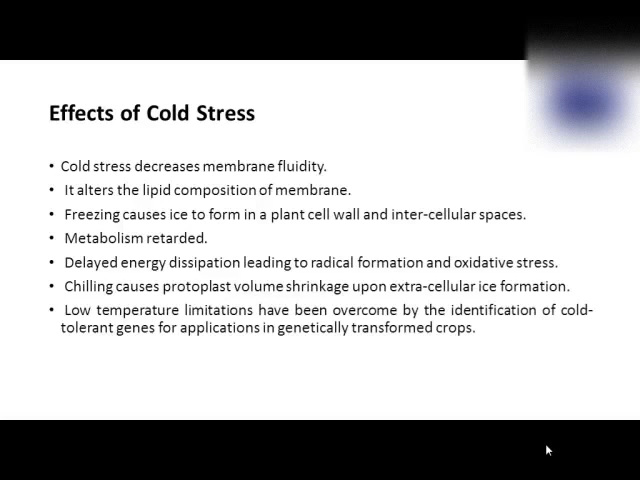 Effects of Cold Stress
• Cold stress decreases membrane fluidity.
• It alters the lipid composition of membrane.
• Freezing causes ice to form in a plant cell wall and inter-cellular spaces.
• Metabolism retarded.
• Delayed energy dissipation leading to radical formation and oxidative stress.
• Chilling causes protoplast volume shrinkage upon extra-cellular ice formation.
• Low temperature limitations have been overcome by the identification of cold-
tolerant genes for applications in genetically transformed crops.